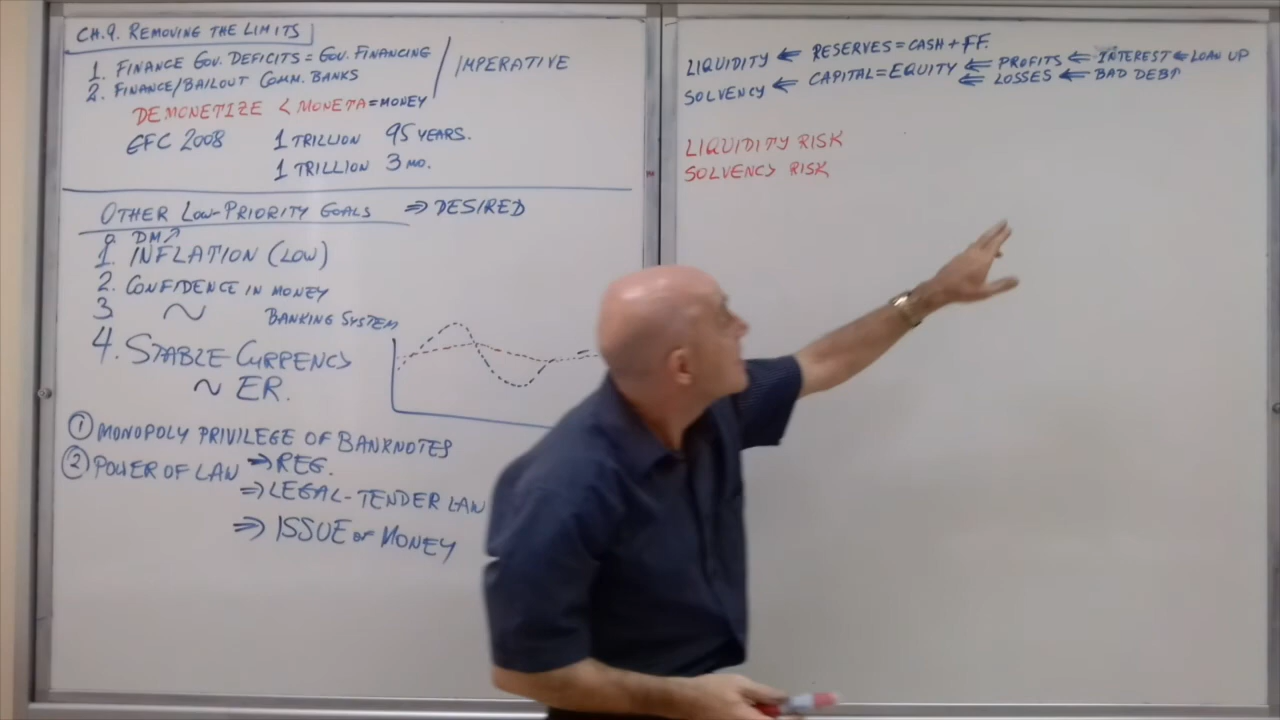 CH.9. REMOVING THE LIMITS
1. FINANCE GOV. DEFICITS = GOV. FINANCING
2. FINANCE/BAILOUT COMM. BANKS
IMPERATIVE
DEMONETIZE < MONETA = MONEY
GFC 2008 1 TRILLION 95 YEARS.
1 TRILLION 3 MO.
OTHER LOW-PRIORITY GOALS ⇒ DESIRED
0. DM ↗
1. INFLATION (LOW)
2. CONFIDENCE IN MONEY
3 ~ BANKING SYSTEM
4. STABLE CURRENCY
~ ER.
① MONOPOLY PRIVILEGE OF BANKNOTES
② POWER OF LAW ⇒ REG.
⇒ LEGAL-TENDER LAW
⇒ ISSUE OF MONEY
LIQUIDITY ⇐ RESERVES = CASH + FF.
SOLVENCY ⇐ CAPITAL = EQUITY ⇐ PROFITS ⇐ INTEREST ⇐ LOAN UP
⇐ LOSSES ⇐ BAD DEBT
LIQUIDITY RISK
SOLVENCY RISK